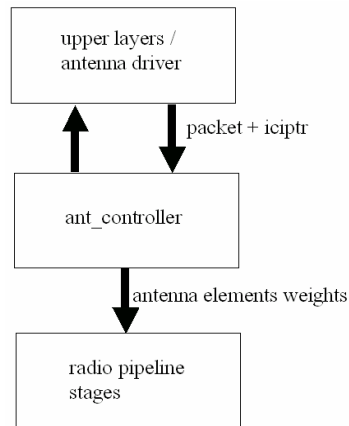 upper layers /
antenna driver
packet + iciptr
ant_controller
antenna elements weights
radio pipeline
stages